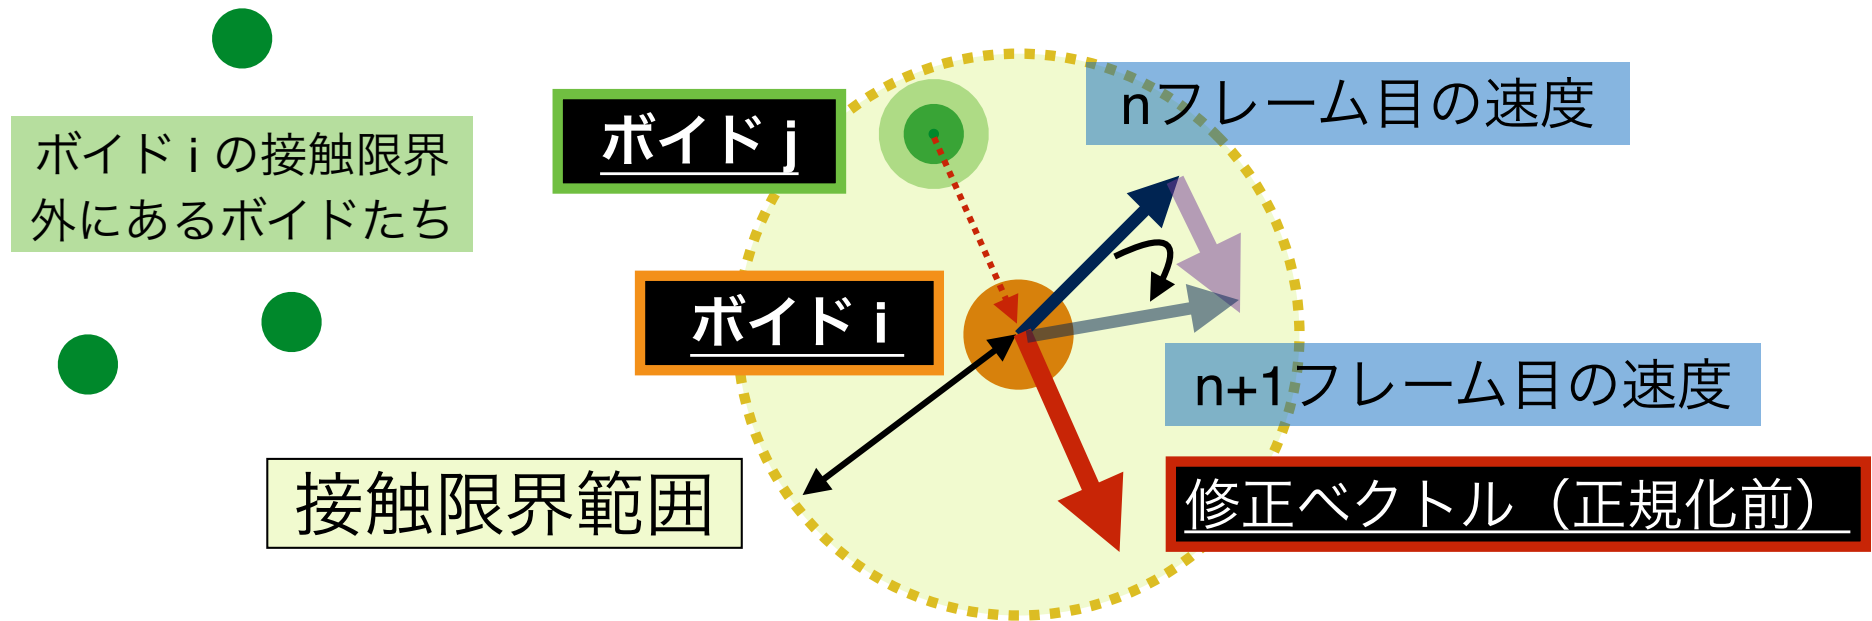 nフレーム目の速度
ボイド j
ボイド i の接触限界
外にあるボイドたち
ボイド i
n+1フレーム目の速度
接触限界範囲
修正ベクトル（正規化前）